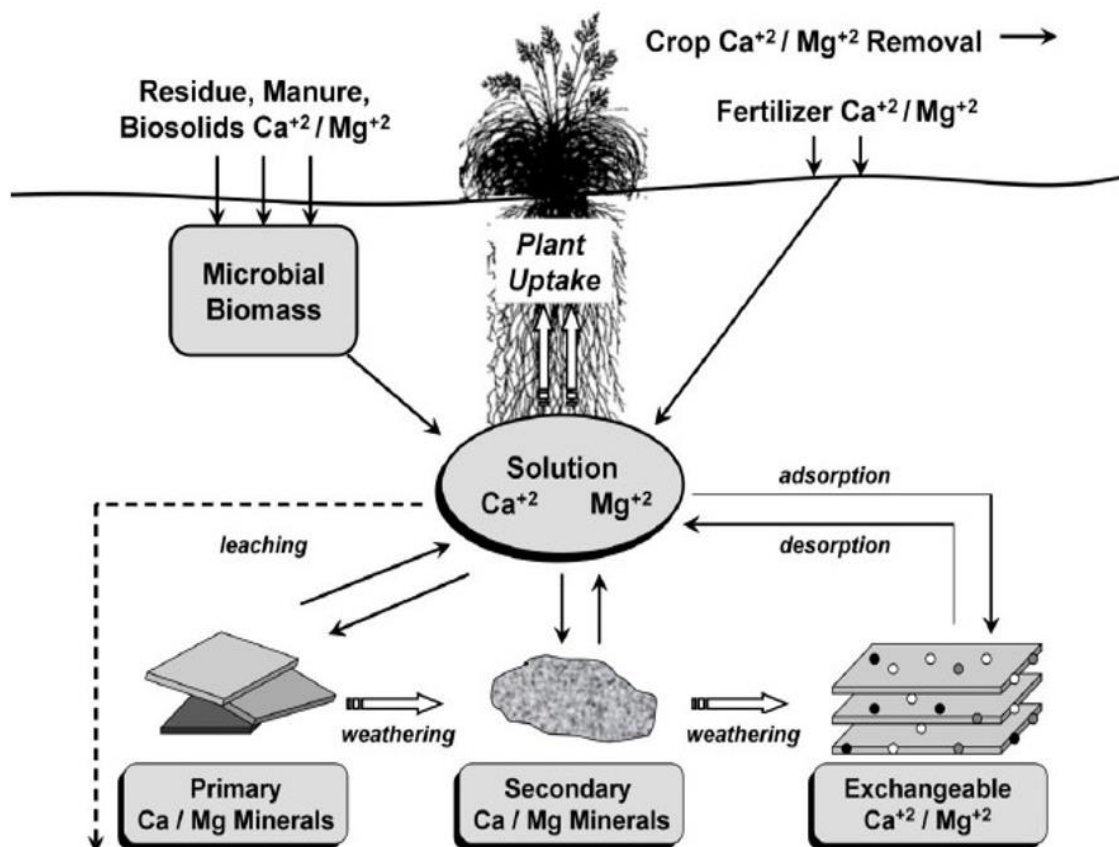 Crop Ca⁺² / Mg⁺² Removal
Residue, Manure,
Biosolids Ca⁺² / Mg⁺²
Fertilizer Ca⁺² / Mg⁺²
Microbial
Biomass
Plant
Uptake
Solution
Ca⁺² Mg⁺²
adsorption
desorption
leaching
weathering
weathering
Primary
Ca / Mg Minerals
Secondary
Ca / Mg Minerals
Exchangeable
Ca⁺² / Mg⁺²